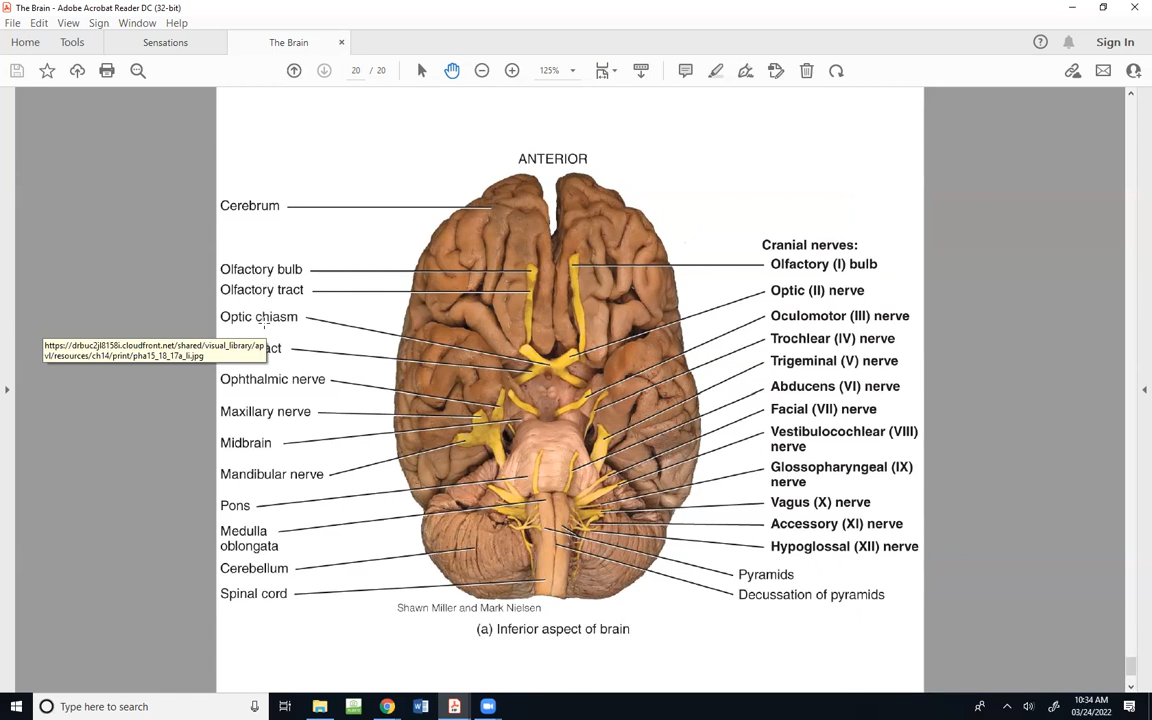 The Brain - Adobe Acrobat Reader DC (32-bit)
File Edit View Sign Window Help
Home Tools Sensations The Brain × Sign In
20 / 20 125%
ANTERIOR
Cerebrum
Olfactory bulb
Olfactory tract
Optic chiasm
https://drbuc2jl8158i.cloudfront.net/shared/visual_library/ap
vl/resources/ch14/print/pha15_18_17a_li.jpg
Ophthalmic nerve
Maxillary nerve
Midbrain
Mandibular nerve
Pons
Medulla
oblongata
Cerebellum
Spinal cord
Cranial nerves:
Olfactory (I) bulb
Optic (II) nerve
Oculomotor (III) nerve
Trochlear (IV) nerve
Trigeminal (V) nerve
Abducens (VI) nerve
Facial (VII) nerve
Vestibulocochlear (VIII)
nerve
Glossopharyngeal (IX)
nerve
Vagus (X) nerve
Accessory (XI) nerve
Hypoglossal (XII) nerve
Pyramids
Decussation of pyramids
Shawn Miller and Mark Nielsen
(a) Inferior aspect of brain
Type here to search
10:34 AM
03/24/2022